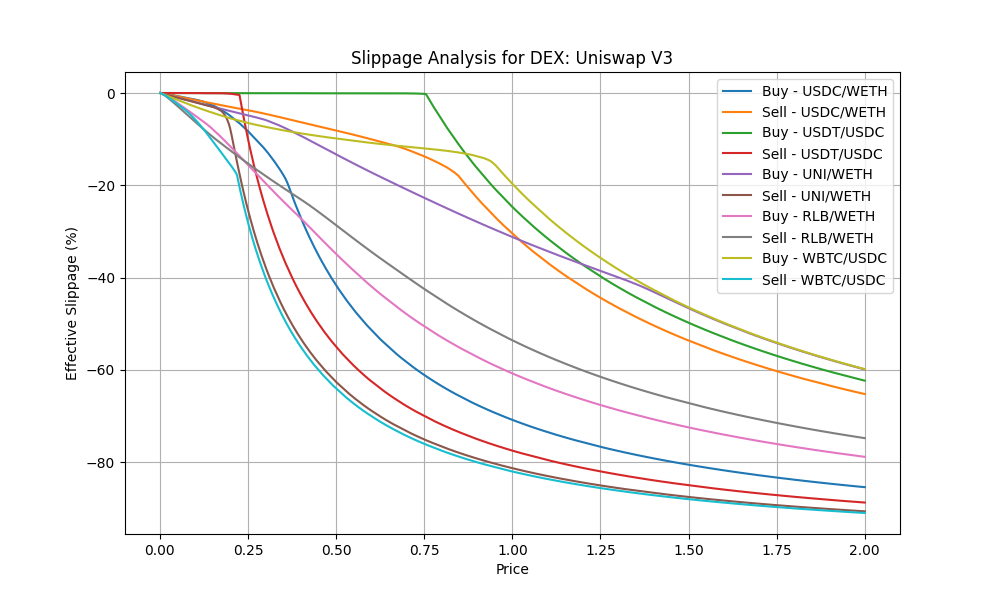 Slippage Analysis for DEX: Uniswap V3
Effective Slippage (%)
0
−20
−40
−60
−80
Buy - USDC/WETH
Sell - USDC/WETH
Buy - USDT/USDC
Sell - USDT/USDC
Buy - UNI/WETH
Sell - UNI/WETH
Buy - RLB/WETH
Sell - RLB/WETH
Buy - WBTC/USDC
Sell - WBTC/USDC
0.00 0.25 0.50 0.75 1.00 1.25 1.50 1.75 2.00
Price